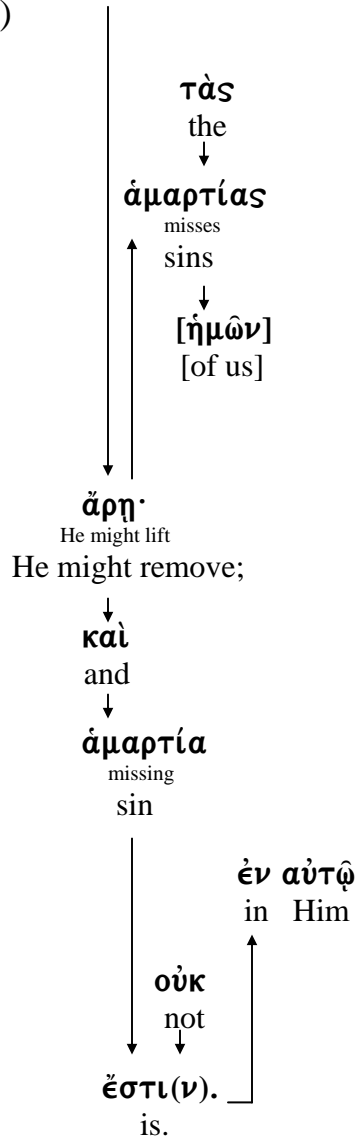 )
τὰς
the
ἁμαρτίας
misses
sins
[ἡμῶν]
[of us]
ἄρῃ·
He might lift
He might remove;
καὶ
and
ἁμαρτία
missing
sin
ἐν αὐτῷ
in Him
οὐκ
not
ἔστι(ν).
is.